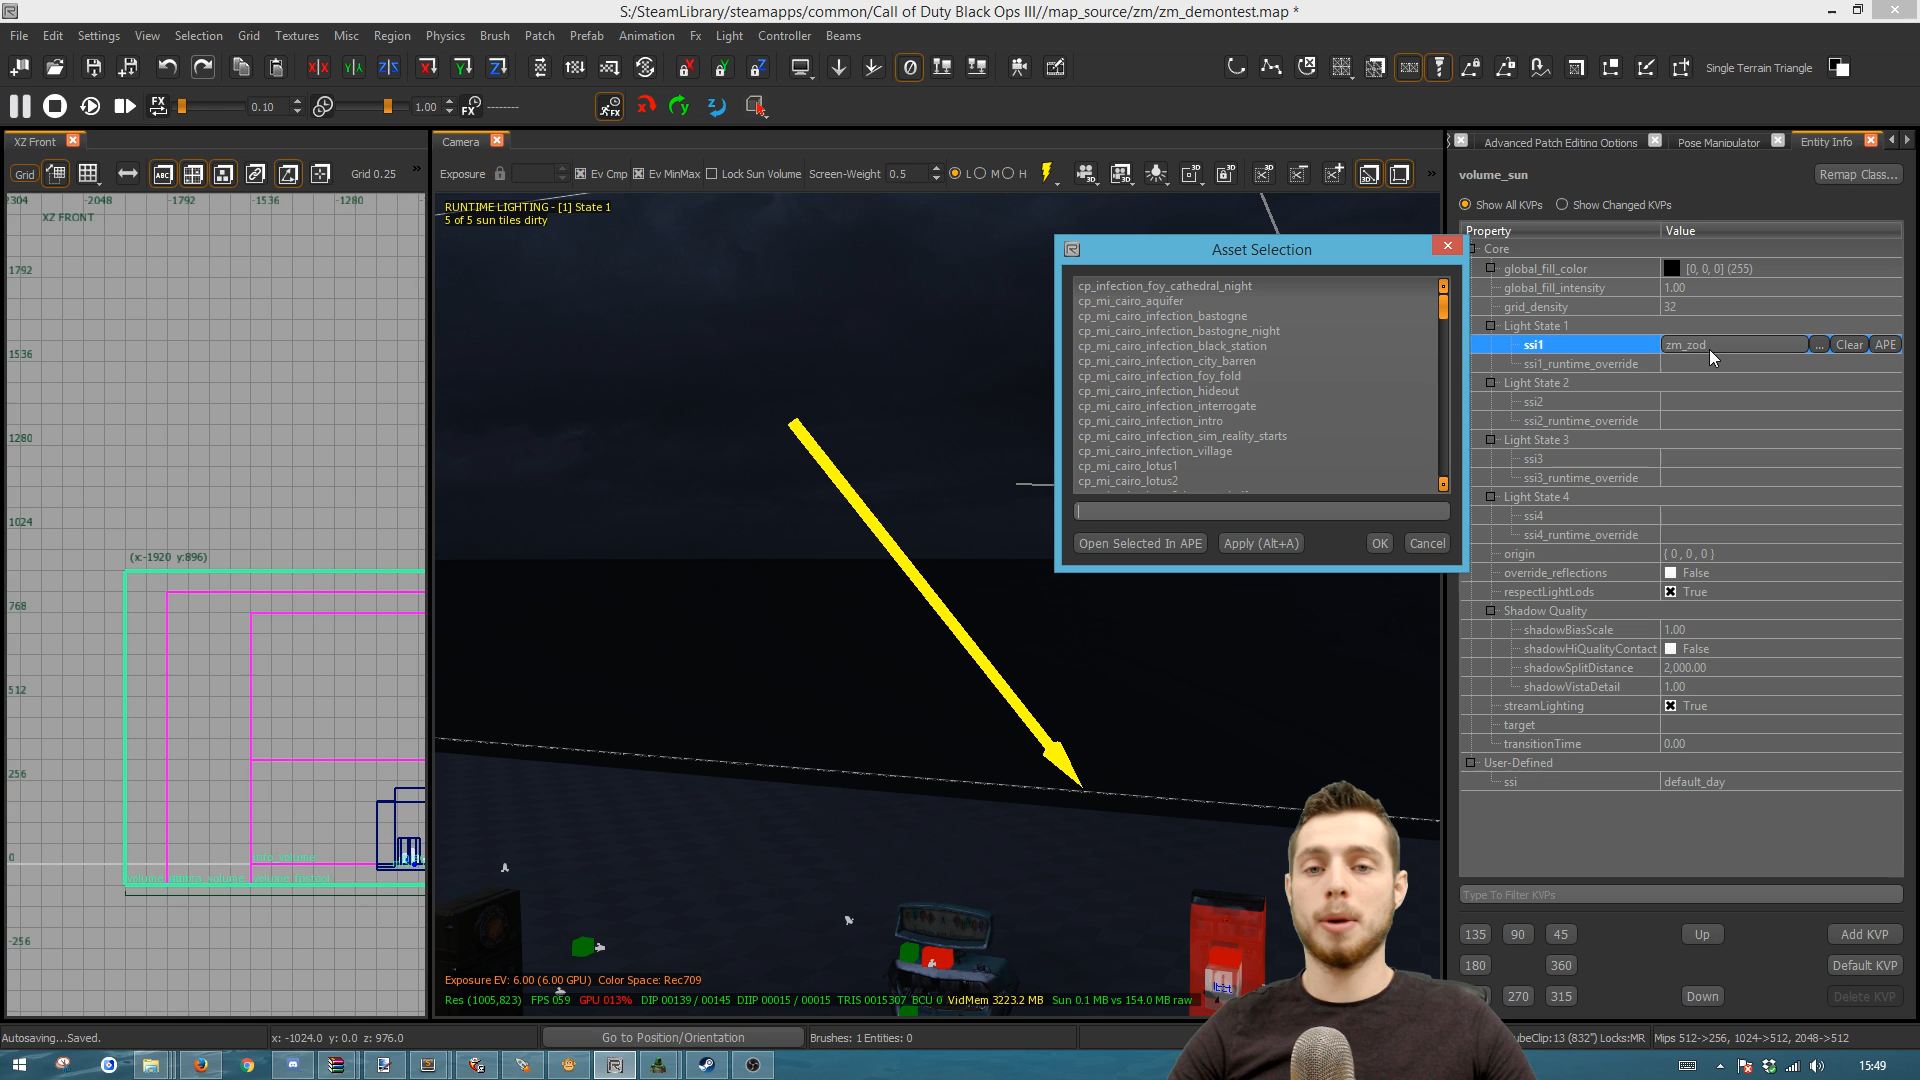 S:/SteamLibrary/steamapps/common/Call of Duty Black Ops III//map_source/zm/zm_demontest.map *
File Edit Settings View Selection Grid Textures Misc Region Physics Brush Patch Prefab Animation Fx Light Controller Beams
Single Terrain Triangle
FX 0.10 1.00 FX --------
XZ Front
Camera
Advanced Patch Editing Options
Pose Manipulator
Entity Info
Grid
Grid 0.25
Exposure
Ev Cmp
Ev MinMax
Lock Sun Volume
Screen-Weight 0.5
L M H
volume_sun
Remap Class...
Show All KVPs
Show Changed KVPs
-2048 -1792 -1536 -1280
XZ FRONT
1792
1536
1280
1024
768
512
256
0
-256
(x:-1920 y:896)
RUNTIME LIGHTING - [1] State 1
5 of 5 sun tiles dirty
Asset Selection
cp_infection_foy_cathedral_night
cp_mi_cairo_aquifer
cp_mi_cairo_infection_bastogne
cp_mi_cairo_infection_bastogne_night
cp_mi_cairo_infection_black_station
cp_mi_cairo_infection_city_barren
cp_mi_cairo_infection_foy_fold
cp_mi_cairo_infection_hideout
cp_mi_cairo_infection_interrogate
cp_mi_cairo_infection_intro
cp_mi_cairo_infection_sim_reality_starts
cp_mi_cairo_infection_village
cp_mi_cairo_lotus1
cp_mi_cairo_lotus2
Open Selected In APE
Apply (Alt+A)
OK
Cancel
Property Value
Core
global_fill_color [0, 0, 0] (255)
global_fill_intensity 1.00
grid_density 32
Light State 1
ssi1 zm_zod ... Clear APE
ssi1_runtime_override
Light State 2
ssi2
ssi2_runtime_override
Light State 3
ssi3
ssi3_runtime_override
Light State 4
ssi4
ssi4_runtime_override
origin { 0 , 0 , 0 }
override_reflections False
respectLightLods True
Shadow Quality
shadowBiasScale 1.00
shadowHiQualityContact False
shadowSplitDistance 2,000.00
shadowVistaDetail 1.00
streamLighting True
target
transitionTime 0.00
User-Defined
ssi default_day
Type To Filter KVPs
135 90 45 Up Add KVP
180 360 Default KVP
270 315 Down Delete KVP
Exposure EV: 6.00 (6.00 GPU) Color Space: Rec709
Res (1005,823) FPS 059 GPU 013% DIP 00139 / 00145 DIIP 00015 / 00015 TRIS 0015307 BCU 0 VidMem 3223.2 MB Sun 0.1 MB vs 154.0 MB raw
Autosaving...Saved.
x: -1024.0 y: 0.0 z: 976.0
Go to Position/Orientation
Brushes: 1 Entities: 0
CubeClip:13 (832") Locks:MR
Mips 512->256, 1024->512, 2048->512
15:49